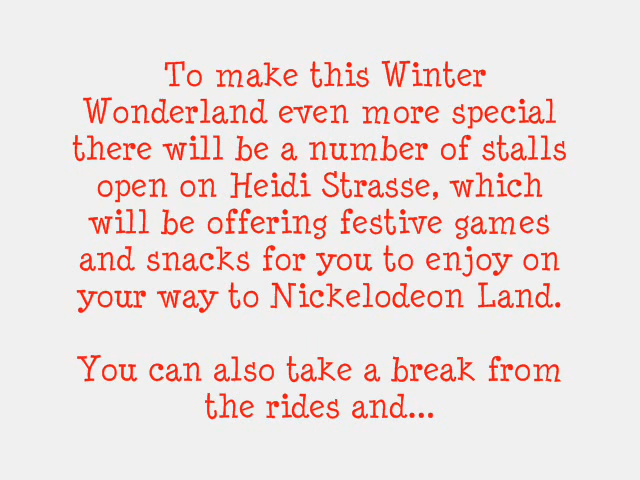 To make this Winter
Wonderland even more special
there will be a number of stalls
open on Heidi Strasse, which
will be offering festive games
and snacks for you to enjoy on
your way to Nickelodeon Land.
You can also take a break from
the rides and...